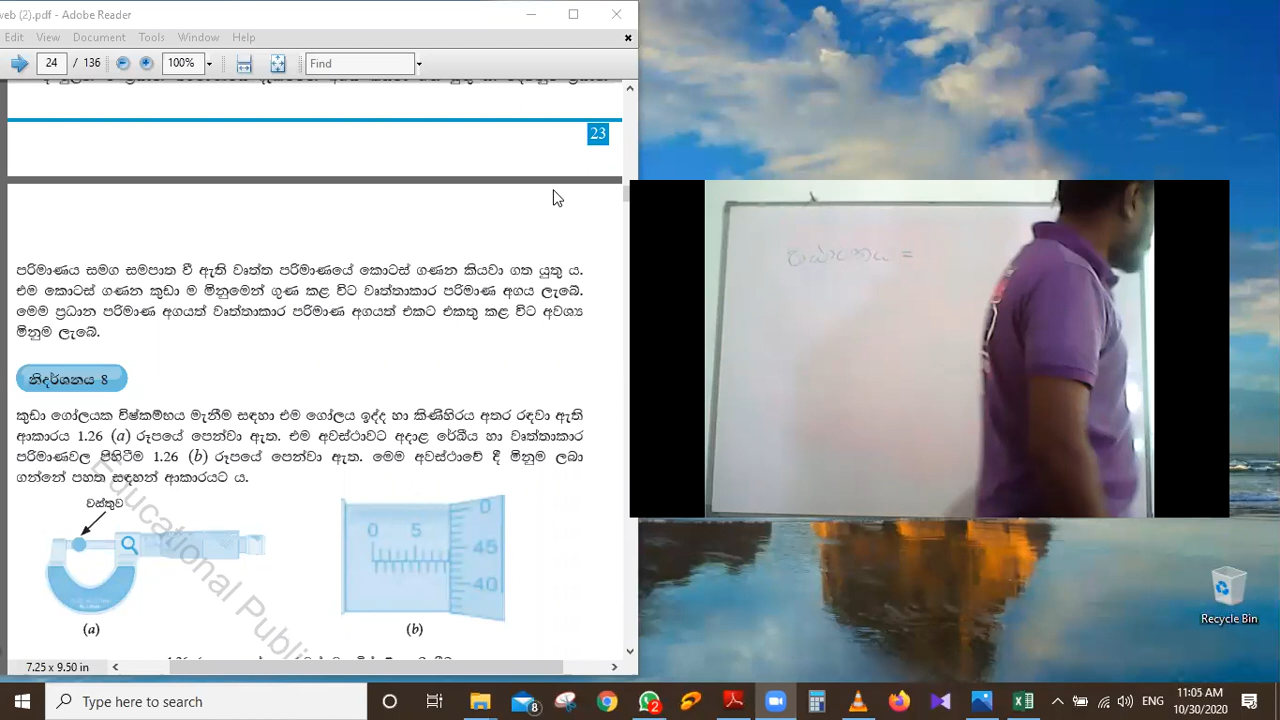 veb (2).pdf - Adobe Reader
Edit View Document Tools Window Help
24 / 136 100% Find
23
පරිමාණය සමග සමපාත වී ඇති වෘත්ත පරිමාණයේ කොටස් ගණන කියවා ගත යුතු ය.
එම කොටස් ගණන කුඩා ම මිනුමෙන් ගුණ කළ විට වෘත්තාකාර පරිමාණ අගය ලැබේ.
මෙම ප්‍රධාන පරිමාණ අගයත් වෘත්තාකාර පරිමාණ අගයත් එකට එකතු කළ විට අවශ්‍ය
මිනුම ලැබේ.
නිදර්ශනය 8
කුඩා ගෝලයක විෂ්කම්භය මැනීම සඳහා එම ගෝලය ඉද්ද හා කිණිහිරය අතර රඳවා ඇති
ආකාරය 1.26 (a) රූපයේ පෙන්වා ඇත. එම අවස්ථාවට අදාළ රේඛීය හා වෘත්තාකාර
පරිමාණවල පිහිටීම 1.26 (b) රූපයේ පෙන්වා ඇත. මෙම අවස්ථාවේ දී මිනුම ලබා
ගන්නේ පහත සඳහන් ආකාරයට ය.
වස්තුව
0 5
0
45
40
Educational Publi
(a) (b)
7.25 x 9.50 in
Recycle Bin
Type here to search
8
2
ENG
11:05 AM
10/30/2020